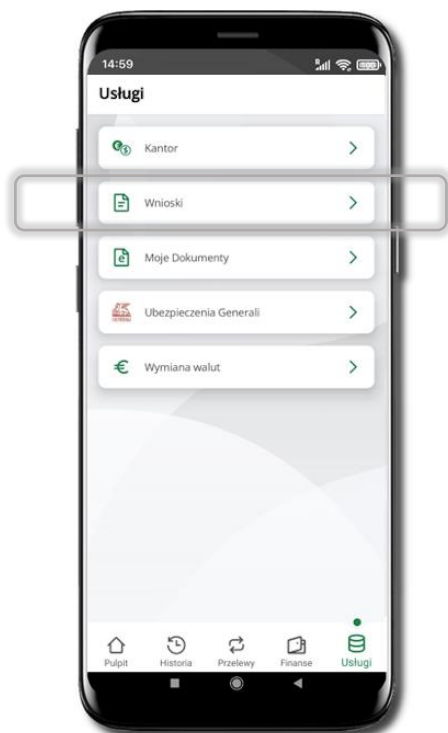 14:59
Usługi
Kantor
Wnioski
Moje Dokumenty
Ubezpieczenia Generali
Wymiana walut
Pulpit Historia Przelewy Finanse Usługi